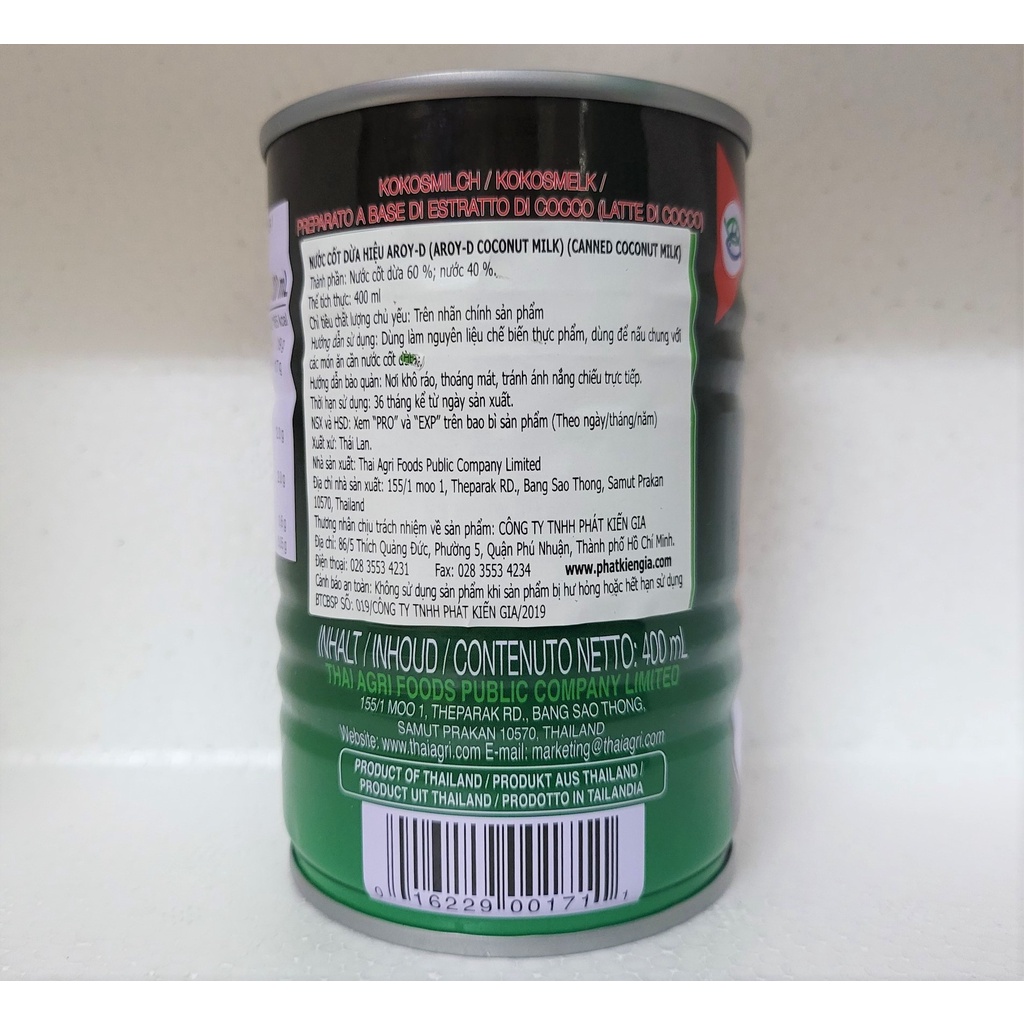 KOKOSMILCH / KOKOSMELK /
PREPARATO A BASE DI ESTRATTO DI COCCO (LATTE DI COCCO)
NƯỚC CỐT DỪA HIỆU AROY-D (AROY-D COCONUT MILK) (CANNED COCONUT MILK)
Thành phần: Nước cốt dừa 60 %; nước 40 %.
Thể tích thực: 400 ml
Chỉ tiêu chất lượng chủ yếu: Trên nhãn chính sản phẩm
Hướng dẫn sử dụng: Dùng làm nguyên liệu chế biến thực phẩm, dùng để nấu chung với
các món ăn cần nước cốt
Hướng dẫn bảo quản: Nơi khô ráo, thoáng mát, tránh ánh nắng chiếu trực tiếp.
Thời hạn sử dụng: 36 tháng kể từ ngày sản xuất.
NSX và HSD: Xem "PRO" và "EXP" trên bao bì sản phẩm (Theo ngày/tháng/năm)
Xuất xứ: Thái Lan.
Nhà sản xuất: Thai Agri Foods Public Company Limited
Địa chỉ nhà sản xuất: 155/1 moo 1, Theparak RD., Bang Sao Thong, Samut Prakan
10570, Thailand
Thương nhân chịu trách nhiệm về sản phẩm: CÔNG TY TNHH PHÁT KIẾN GIA
Địa chỉ: 86/5 Thích Quảng Đức, Phường 5, Quận Phú Nhuận, Thành phố Hồ Chí Minh.
Điện thoại: 028 3553 4231 Fax: 028 3553 4234 www.phatkiengia.com
Cảnh báo an toàn: Không sử dụng sản phẩm khi sản phẩm bị hư hỏng hoặc hết hạn sử dụng
BTCBSP SỐ: 019/CÔNG TY TNHH PHÁT KIẾN GIA/2019
INHALT / INHOUD / CONTENUTO NETTO: 400 mL
THAI AGRI FOODS PUBLIC COMPANY LIMITED
155/1 MOO 1, THEPARAK RD., BANG SAO THONG,
SAMUT PRAKAN 10570, THAILAND
Website: www.thaiagri.com E-mail: marketing@thaiagri.com
PRODUCT OF THAILAND / PRODUKT AUS THAILAND /
PRODUCT UIT THAILAND / PRODOTTO IN TAILANDIA
0 16229 00171 1